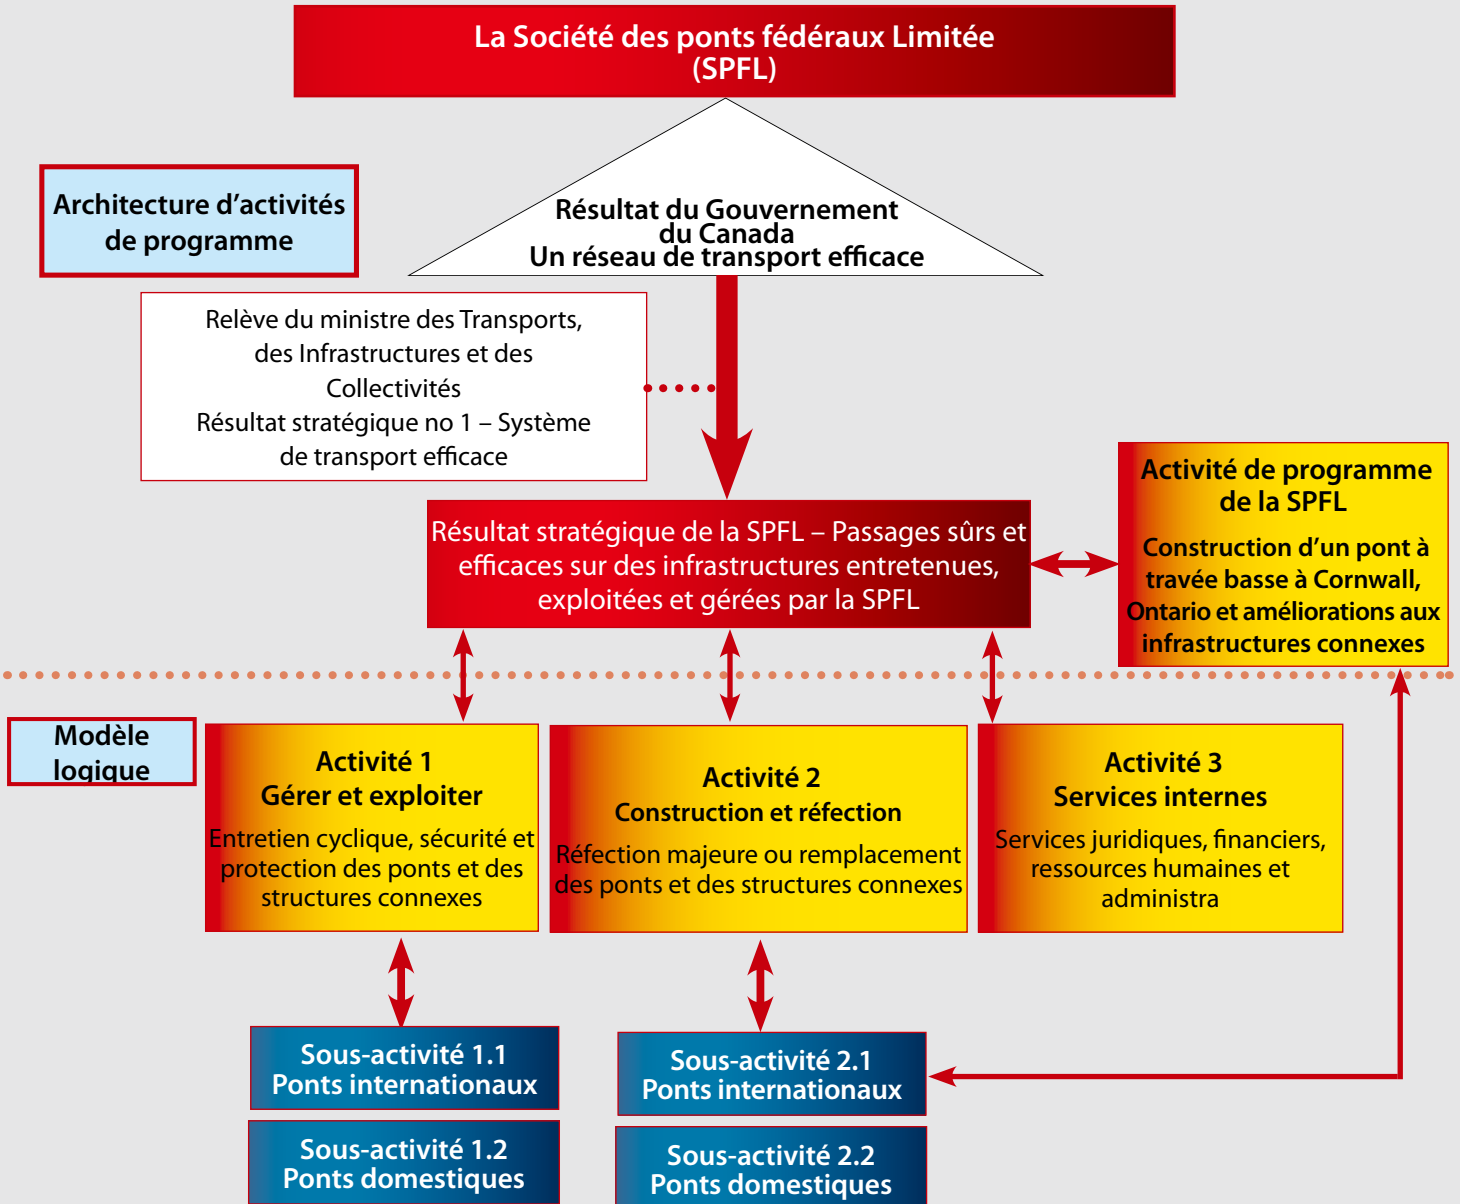 La Société des ponts fédéraux Limitée
(SPFL)
Architecture d'activités
de programme
Résultat du Gouvernement
du Canada
Un réseau de transport efficace
Relève du ministre des Transports,
des Infrastructures et des
Collectivités
Résultat stratégique no 1 – Système
de transport efficace
Résultat stratégique de la SPFL – Passages sûrs et
efficaces sur des infrastructures entretenues,
exploitées et gérées par la SPFL
Activité de programme
de la SPFL
Construction d'un pont à
travée basse à Cornwall,
Ontario et améliorations aux
infrastructures connexes
Modèle
logique
Activité 1
Gérer et exploiter
Entretien cyclique, sécurité et
protection des ponts et des
structures connexes
Activité 2
Construction et réfection
Réfection majeure ou remplacement
des ponts et des structures connexes
Activité 3
Services internes
Services juridiques, financiers,
ressources humaines et
administra
Sous-activité 1.1
Ponts internationaux
Sous-activité 1.2
Ponts domestiques
Sous-activité 2.1
Ponts internationaux
Sous-activité 2.2
Ponts domestiques